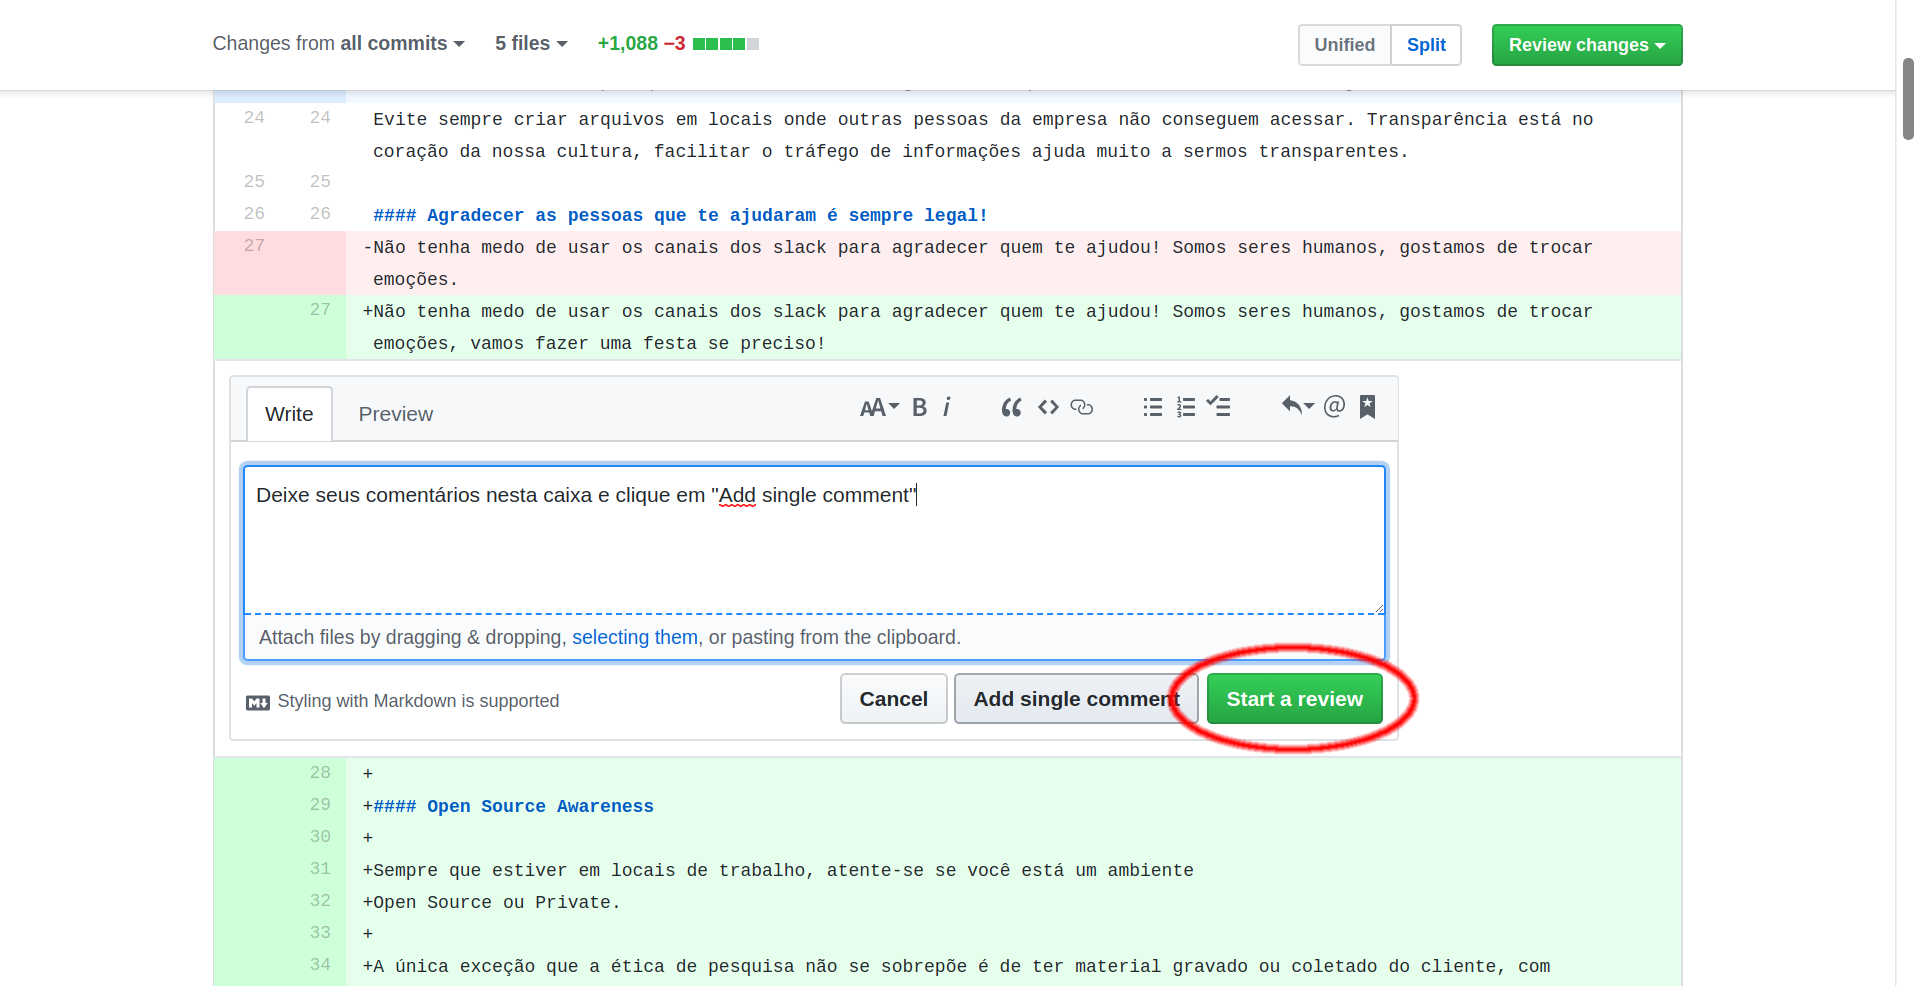 Changes from all commits 5 files +1,088 −3 Unified Split Review changes
24 24 Evite sempre criar arquivos em locais onde outras pessoas da empresa não conseguem acessar. Transparência está no
coração da nossa cultura, facilitar o tráfego de informações ajuda muito a sermos transparentes.
25 25
26 26 #### Agradecer as pessoas que te ajudaram é sempre legal!
27 -Não tenha medo de usar os canais dos slack para agradecer quem te ajudou! Somos seres humanos, gostamos de trocar
emoções.
27 +Não tenha medo de usar os canais dos slack para agradecer quem te ajudou! Somos seres humanos, gostamos de trocar
emoções, vamos fazer uma festa se preciso!
Write Preview AA B i
Deixe seus comentários nesta caixa e clique em "Add single comment"
Attach files by dragging & dropping, selecting them, or pasting from the clipboard.
Styling with Markdown is supported Cancel Add single comment Start a review
28 +
29 +#### Open Source Awareness
30 +
31 +Sempre que estiver em locais de trabalho, atente-se se você está um ambiente
32 +Open Source ou Private.
33 +
34 +A única exceção que a ética de pesquisa não se sobrepõe é de ter material gravado ou coletado do cliente, com